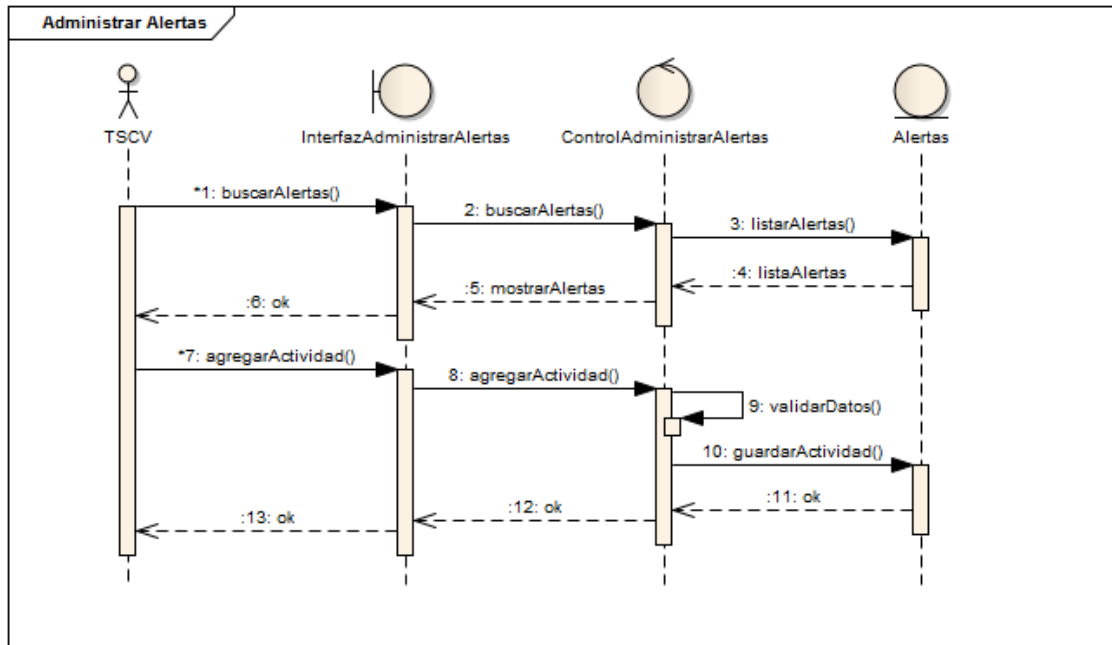 Administrar Alertas
TSCV
InterfazAdministrarAlertas
ControlAdministrarAlertas
Alertas
*1: buscarAlertas()
2: buscarAlertas()
3: listarAlertas()
:4: listaAlertas
:5: mostrarAlertas
:6: ok
*7: agregarActividad()
8: agregarActividad()
9: validarDatos()
10: guardarActividad()
:11: ok
:12: ok
:13: ok